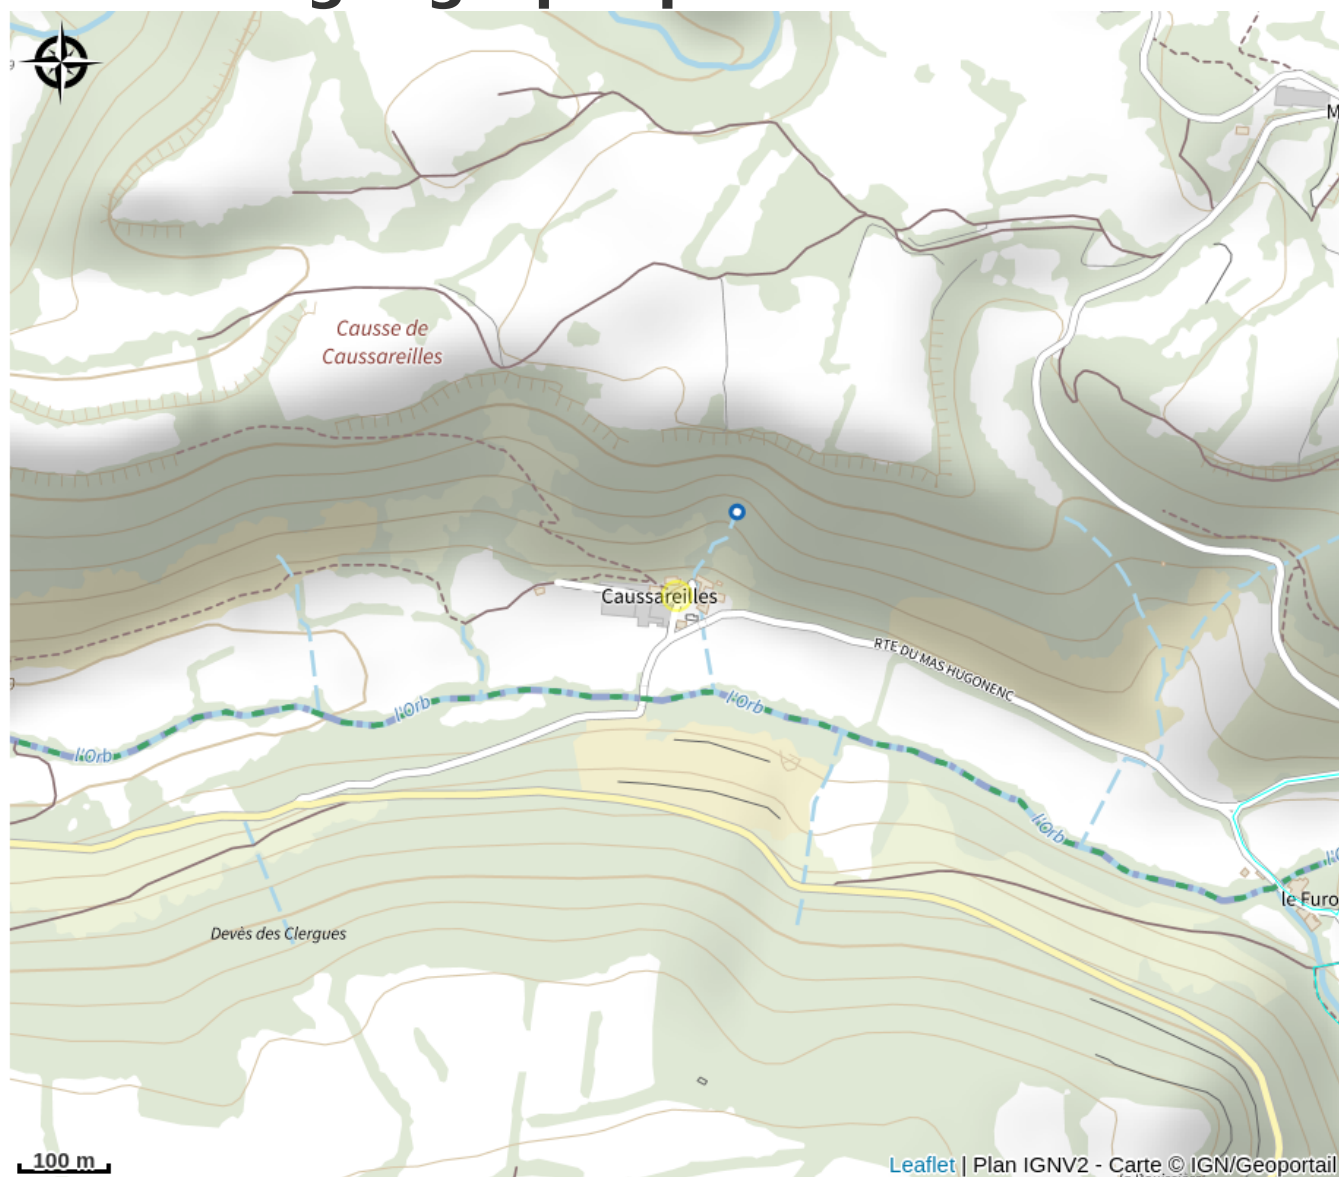 Causse de
Caussareilles
Caussareilles
RTE DU MAS HUGONENC
l'Orb
l'Orb
l'Orb
l'Orb
le Furo
Devès des Clergues
100 m
Leaflet | Plan IGNV2 - Carte © IGN/Geoportail